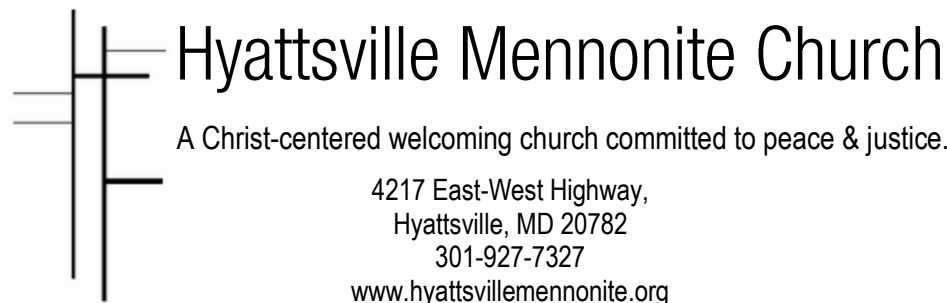 Hyattsville Mennonite Church
A Christ-centered welcoming church committed to peace & justice.
4217 East-West Highway,
Hyattsville, MD 20782
301-927-7327
www.hyattsvillemennonite.org